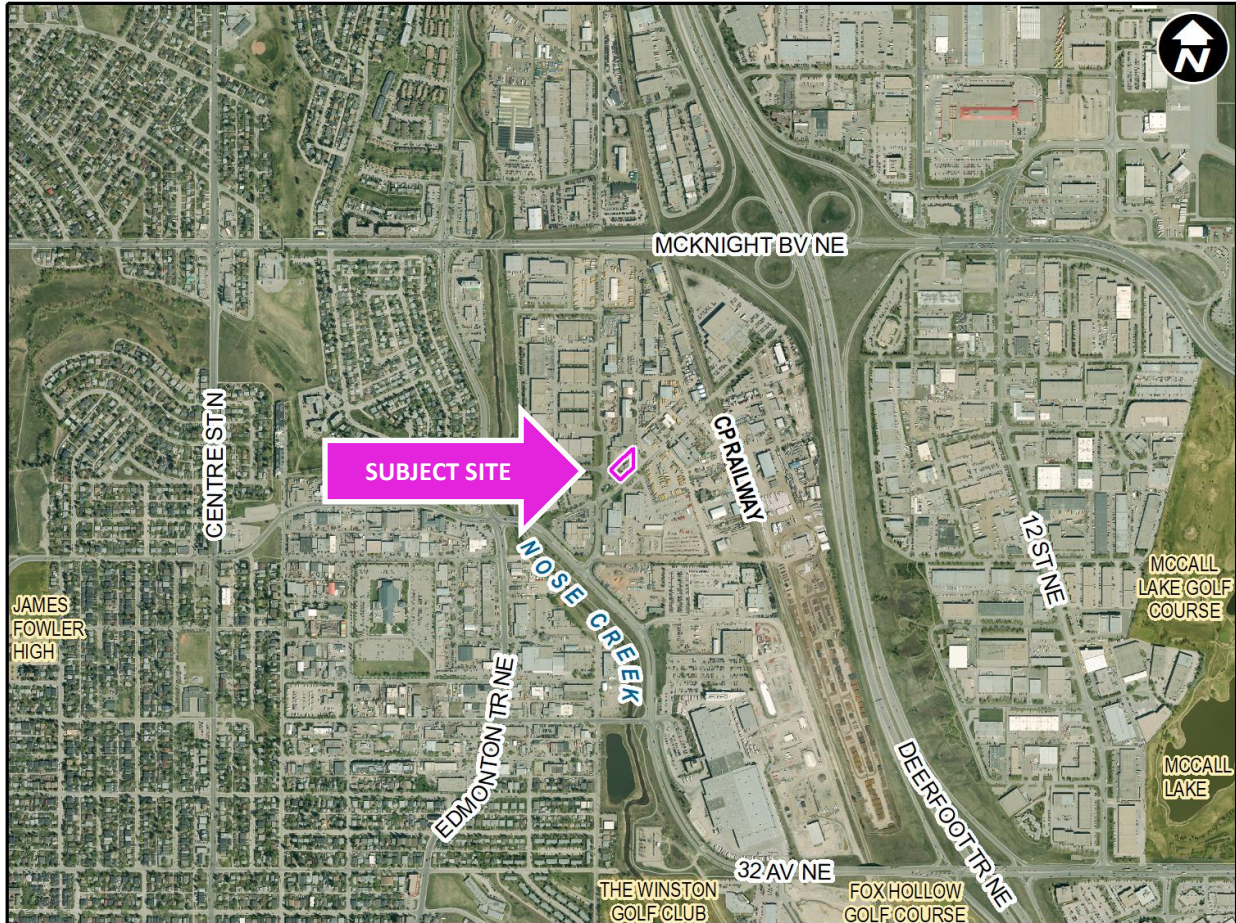 N
MCKNIGHT BV NE
CENTRE ST N
SUBJECT SITE
CP RAILWAY
NOSE CREEK
12 ST NE
MCCALL
LAKE GOLF
COURSE
JAMES
FOWLER
HIGH
EDMONTON TR NE
DEERFOOT TR NE
MCCALL
LAKE
32 AV NE
THE WINSTON
GOLF CLUB
FOX HOLLOW
GOLF COURSE